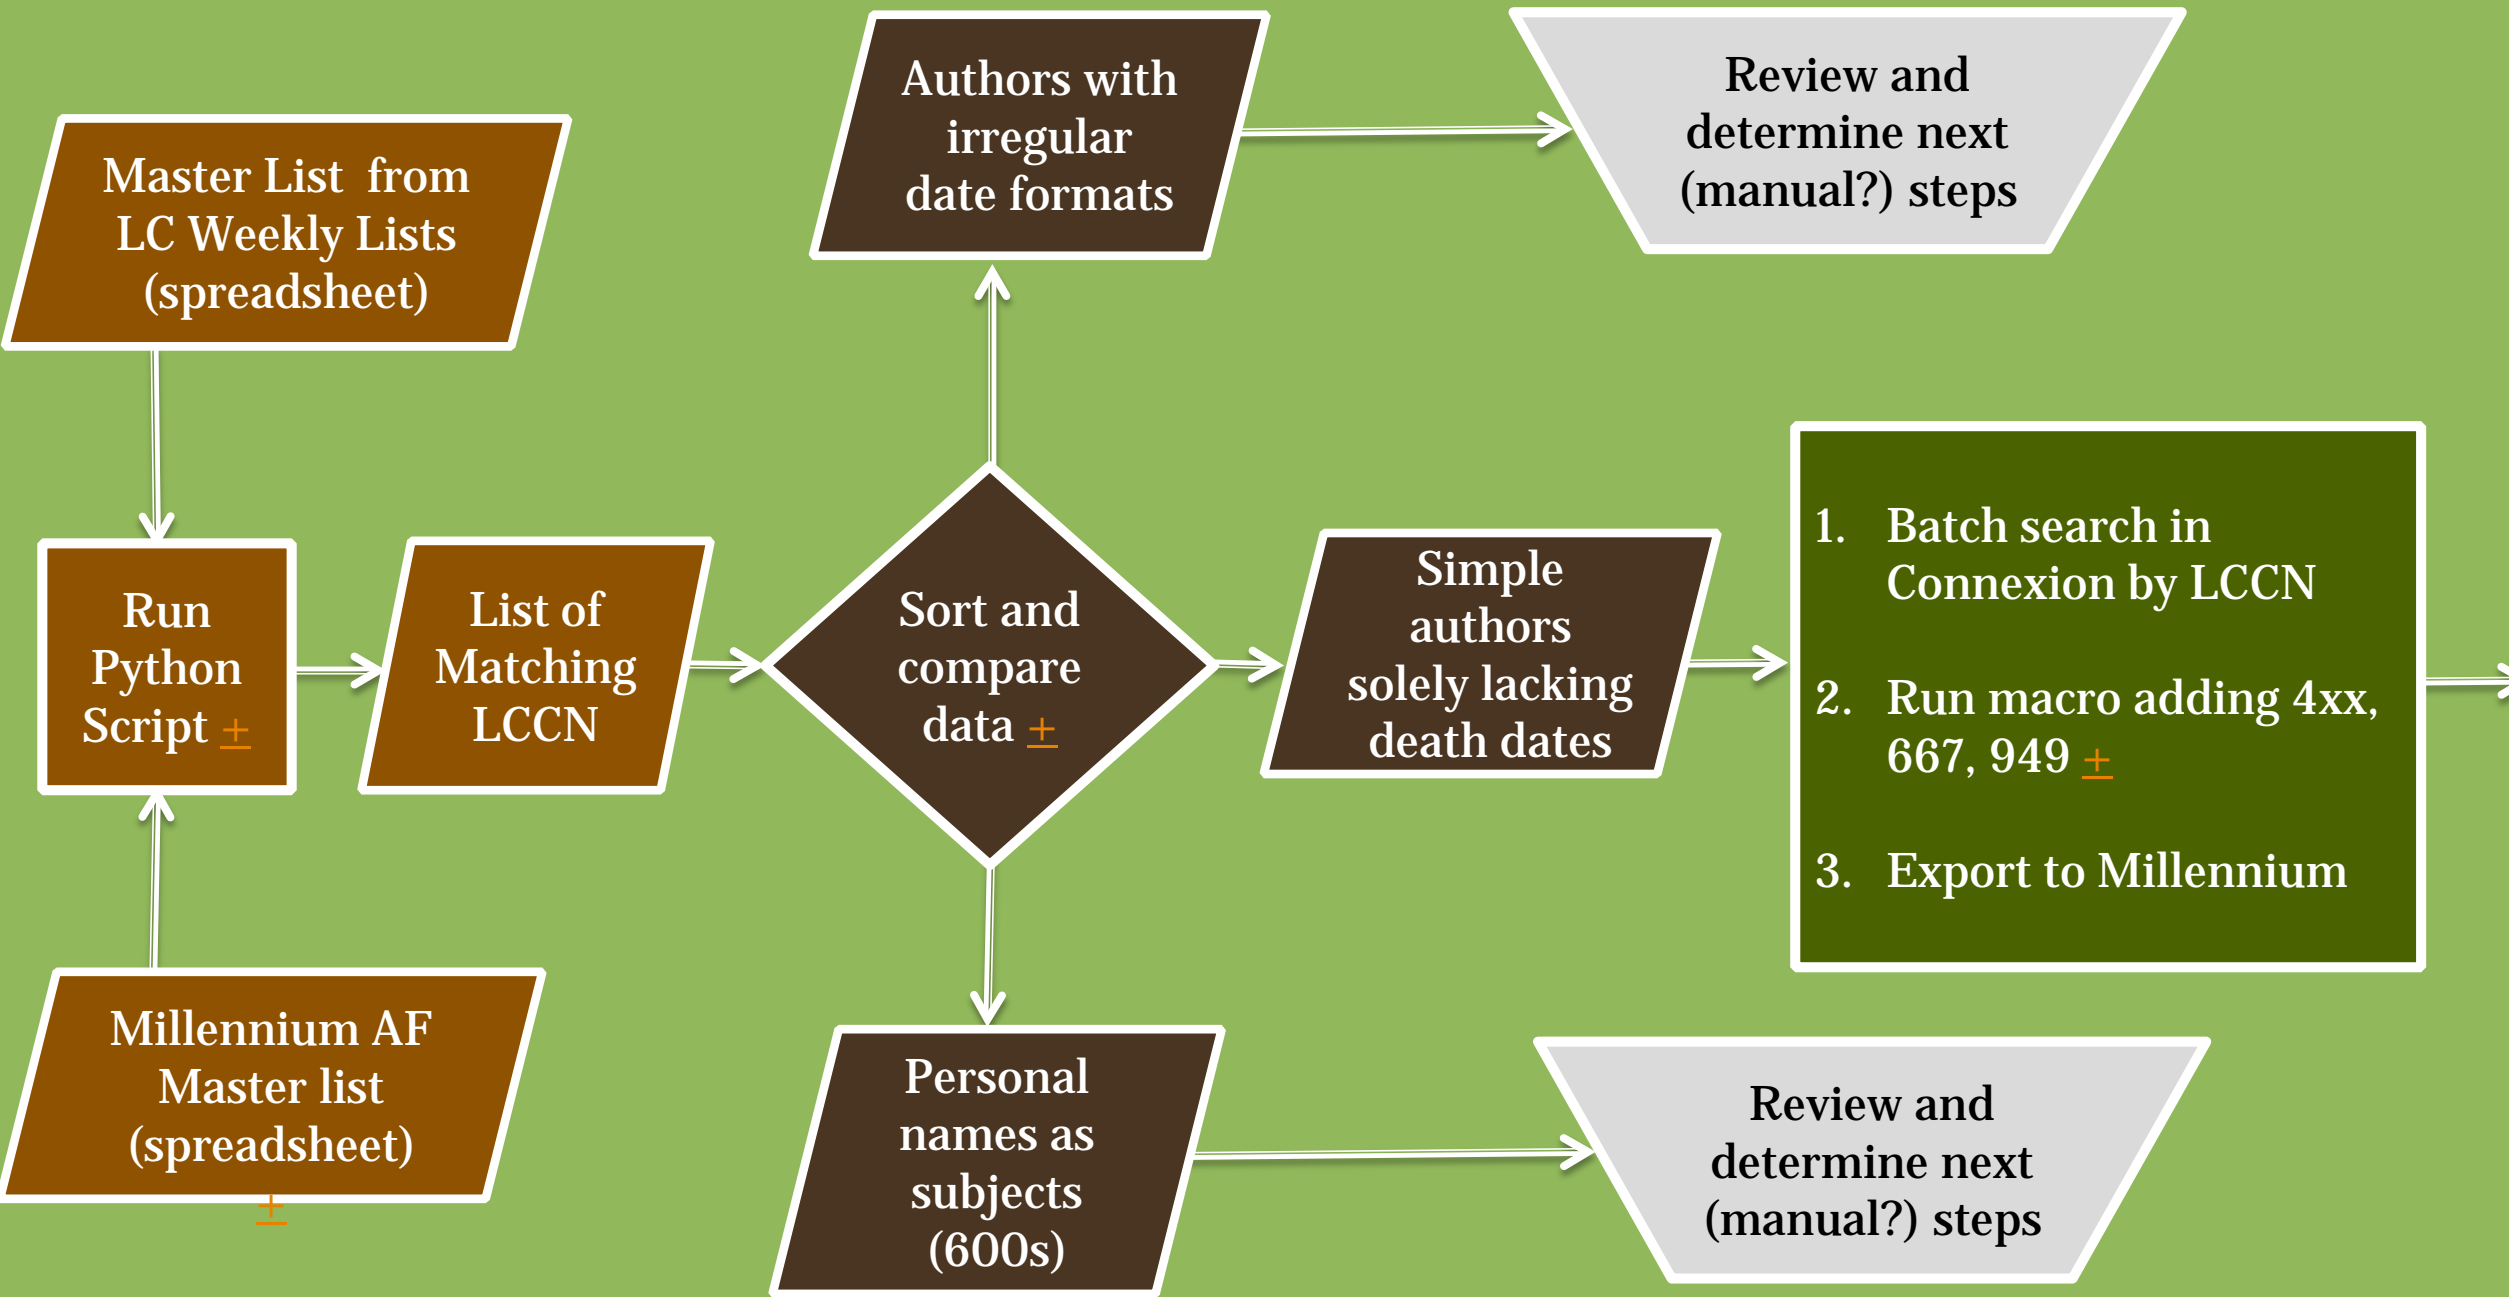 Master List  from
LC Weekly Lists
(spreadsheet)
Authors with
irregular
date formats
Review and
determine next
(manual?) steps
Run
Python
Script +
List of
Matching
LCCN
Sort and
compare
data +
Simple
authors
solely lacking
death dates
1. Batch search in
Connexion by LCCN
2. Run macro adding 4xx,
667, 949 +
3. Export to Millennium
Millennium AF
Master list
(spreadsheet)
+
Personal
names as
subjects
(600s)
Review and
determine next
(manual?) steps